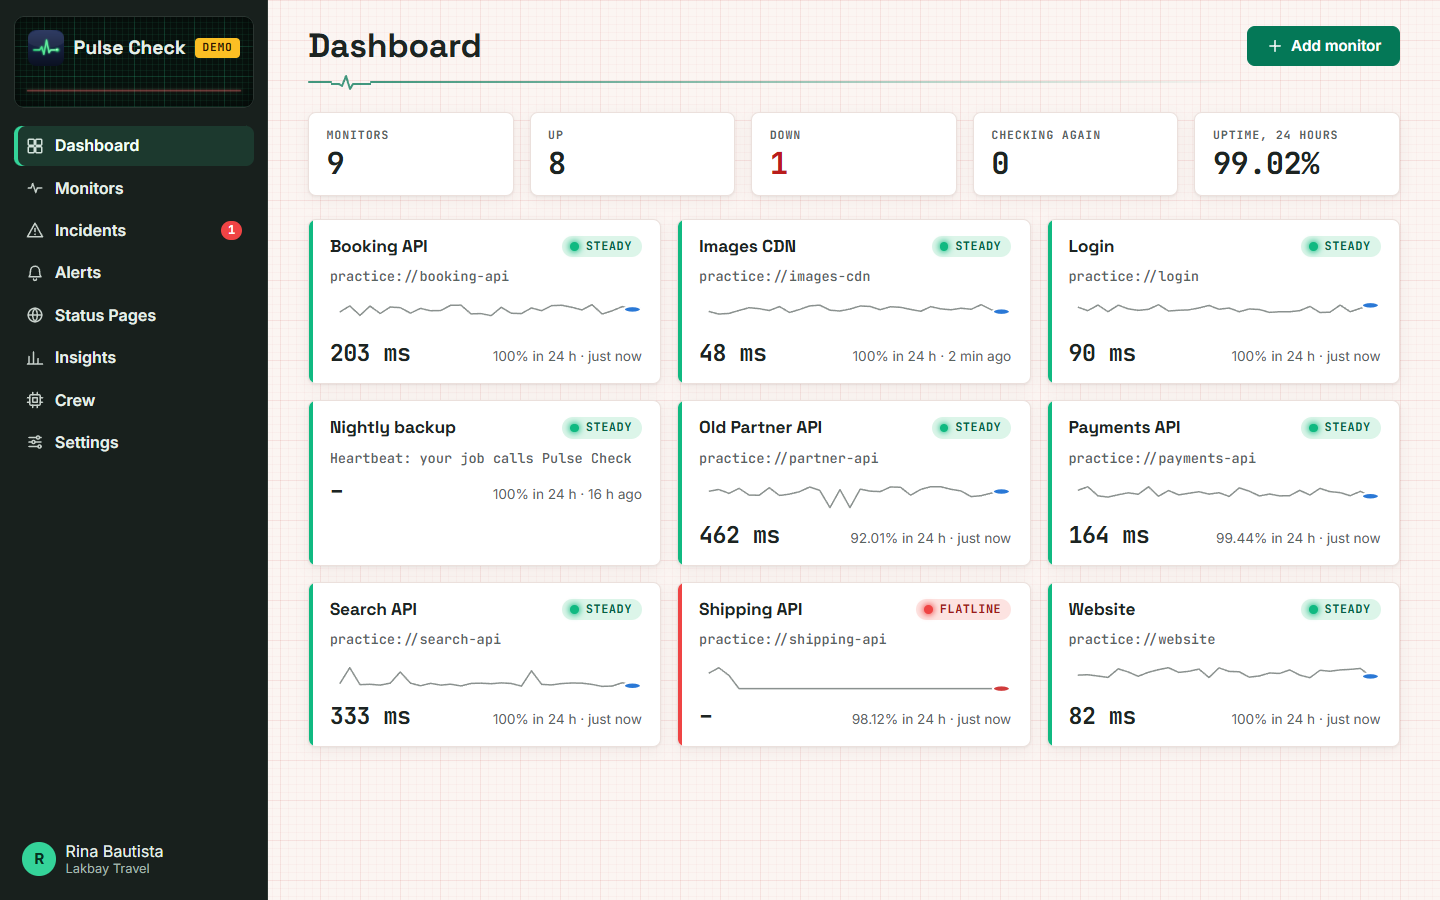 Pulse Check DEMO
Dashboard
Monitors
Incidents 1
Alerts
Status Pages
Insights
Crew
Settings
R
Rina Bautista
Lakbay Travel
Dashboard
Add monitor
MONITORS
9
UP
8
DOWN
1
CHECKING AGAIN
0
UPTIME, 24 HOURS
99.02%
Booking API STEADY
practice://booking-api
203 ms 100% in 24 h · just now
Images CDN STEADY
practice://images-cdn
48 ms 100% in 24 h · 2 min ago
Login STEADY
practice://login
90 ms 100% in 24 h · just now
Nightly backup STEADY
Heartbeat: your job calls Pulse Check
– 100% in 24 h · 16 h ago
Old Partner API STEADY
practice://partner-api
462 ms 92.01% in 24 h · just now
Payments API STEADY
practice://payments-api
164 ms 99.44% in 24 h · just now
Search API STEADY
practice://search-api
333 ms 100% in 24 h · just now
Shipping API FLATLINE
practice://shipping-api
– 98.12% in 24 h · just now
Website STEADY
practice://website
82 ms 100% in 24 h · just now